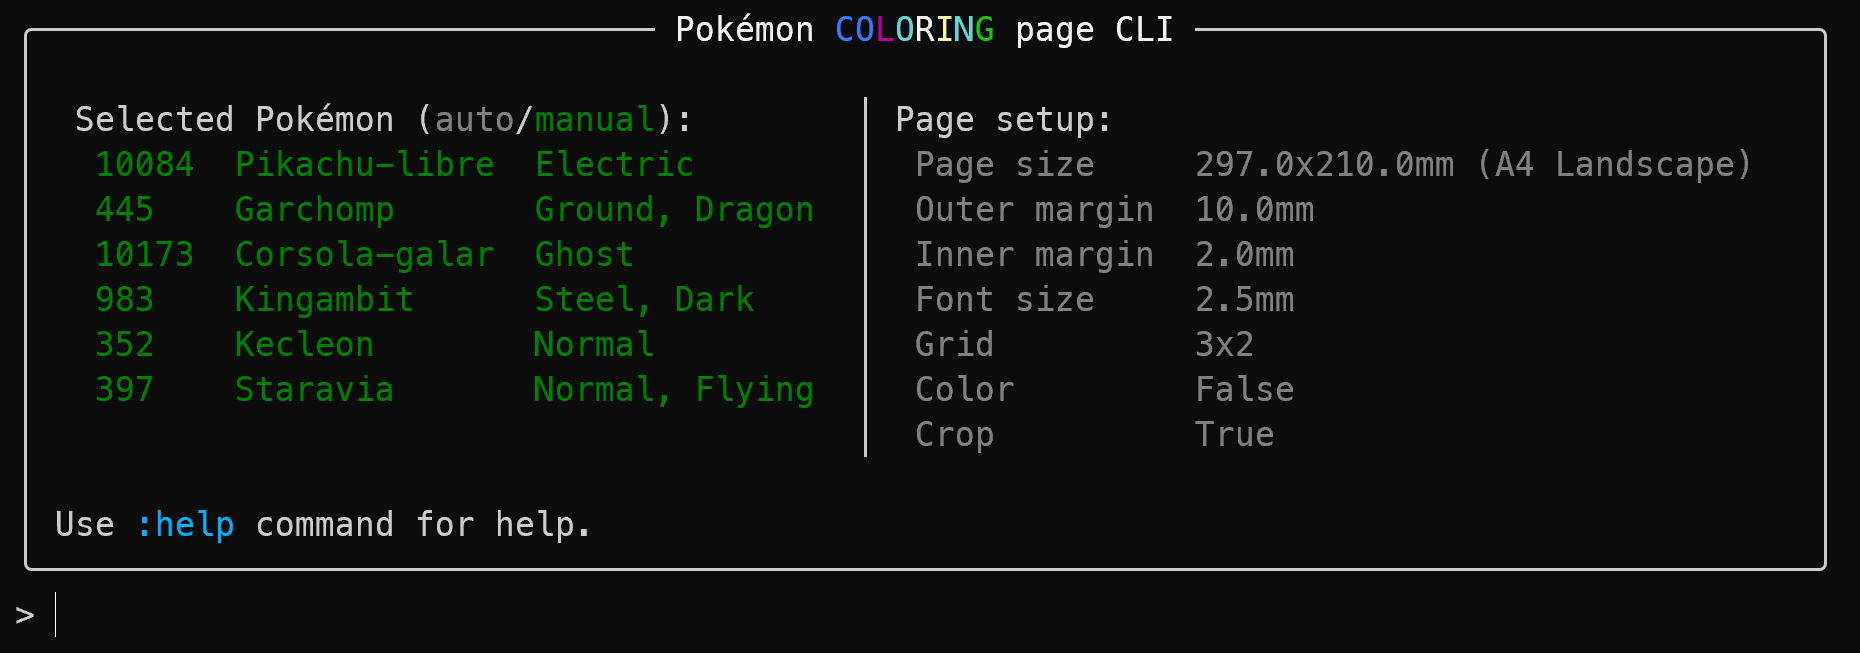 Pokémon COLORING page CLI
Selected Pokémon (auto/manual):
10084 Pikachu-libre Electric
445 Garchomp Ground, Dragon
10173 Corsola-galar Ghost
983 Kingambit Steel, Dark
352 Kecleon Normal
397 Staravia Normal, Flying
Page setup:
Page size 297.0x210.0mm (A4 Landscape)
Outer margin 10.0mm
Inner margin 2.0mm
Font size 2.5mm
Grid 3x2
Color False
Crop True
Use :help command for help.
>